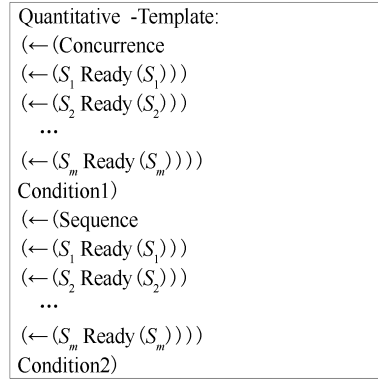 Quantitative -Template:
(←(Concurrence
(←(S₁ Ready(S₁)))
(←(S₂ Ready(S₂)))
...
(←(Sₘ Ready(Sₘ))))
Condition1)
(←(Sequence
(←(S₁ Ready(S₁)))
(←(S₂ Ready(S₂)))
...
(←(Sₘ Ready(Sₘ))))
Condition2)